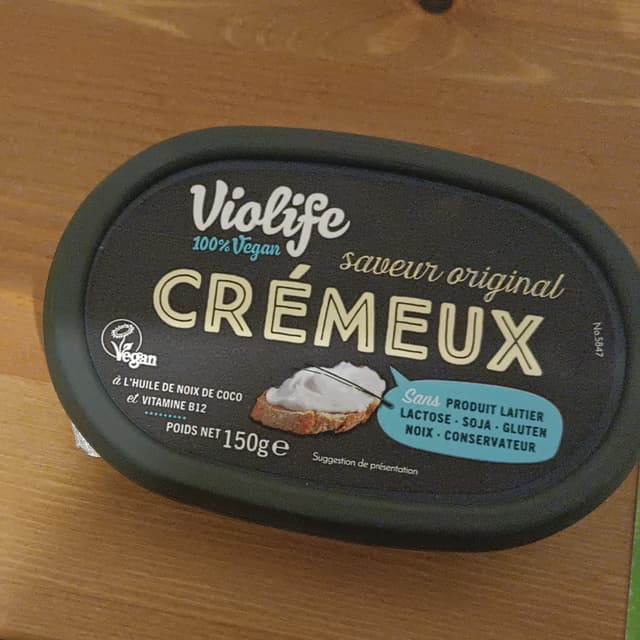 Violife
100% Vegan
saveur original
CRÉMEUX
No.5847
Vegan
à L'HUILE DE NOIX DE COCO
et VITAMINE B12
POIDS NET 150g e
Sans PRODUIT LAITIER
LACTOSE · SOJA · GLUTEN
NOIX · CONSERVATEUR
Suggestion de présentation